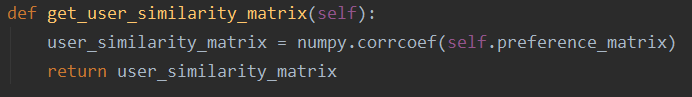 def get_user_similarity_matrix(self):
    user_similarity_matrix = numpy.corrcoef(self.preference_matrix)
    return user_similarity_matrix